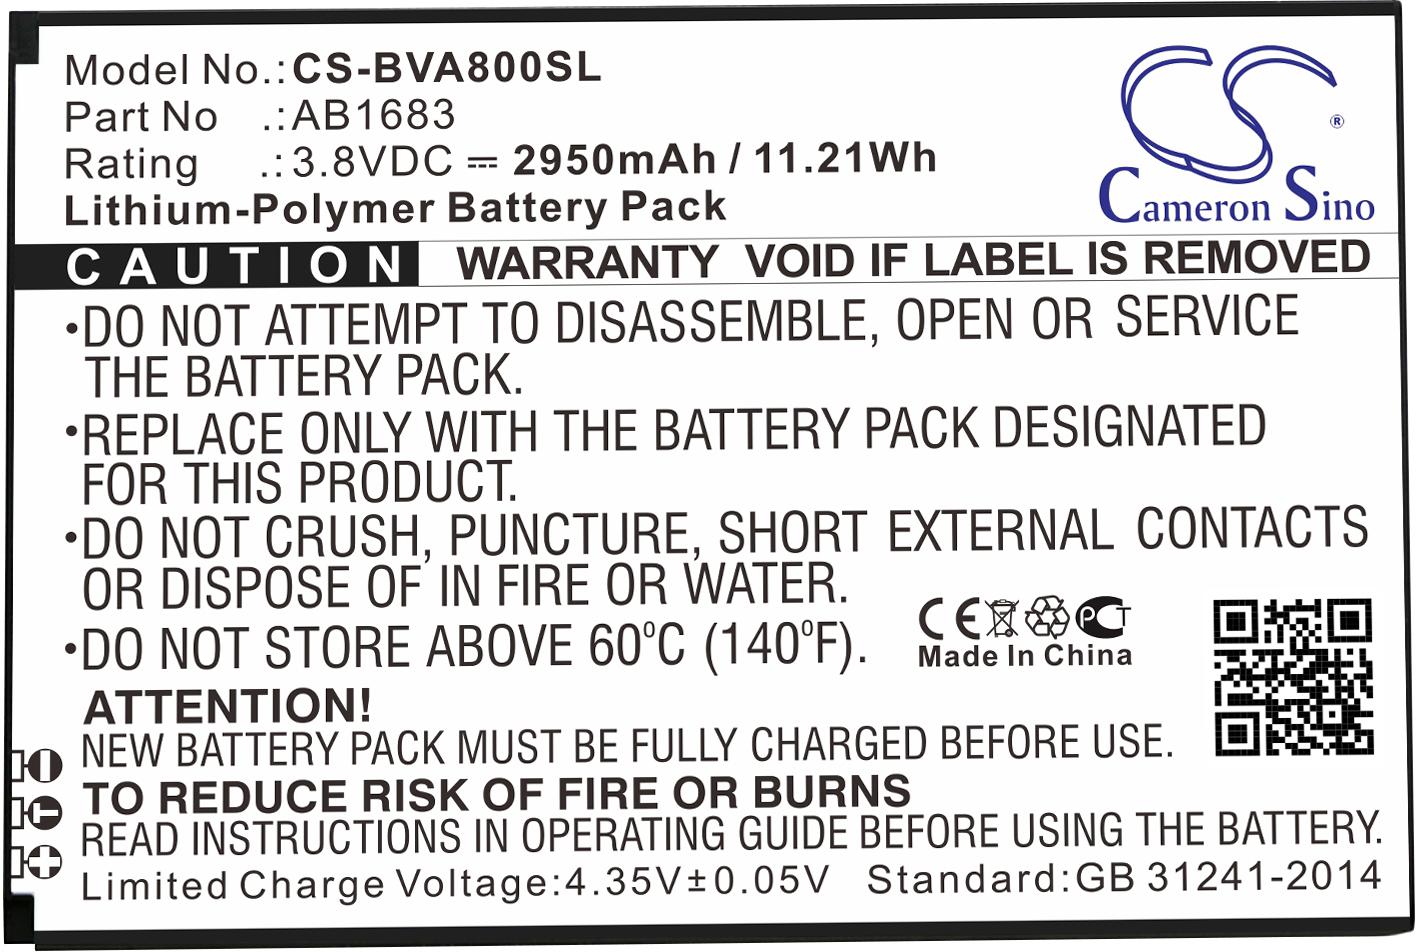 Model No.:CS-BVA800SL
Part No .:AB1683
Rating .:3.8VDC ⎓ 2950mAh / 11.21Wh
Lithium-Polymer Battery Pack
CS
®
Cameron Sino
CAUTION WARRANTY VOID IF LABEL IS REMOVED
•DO NOT ATTEMPT TO DISASSEMBLE, OPEN OR SERVICE
THE BATTERY PACK.
•REPLACE ONLY WITH THE BATTERY PACK DESIGNATED
FOR THIS PRODUCT.
•DO NOT CRUSH, PUNCTURE, SHORT EXTERNAL CONTACTS
OR DISPOSE OF IN FIRE OR WATER.
•DO NOT STORE ABOVE 60⁰C (140⁰F).
CE PCT
Made In China
ATTENTION!
NEW BATTERY PACK MUST BE FULLY CHARGED BEFORE USE.
TO REDUCE RISK OF FIRE OR BURNS
READ INSTRUCTIONS IN OPERATING GUIDE BEFORE USING THE BATTERY.
Limited Charge Voltage:4.35V±0.05V Standard:GB 31241-2014
-
T
+